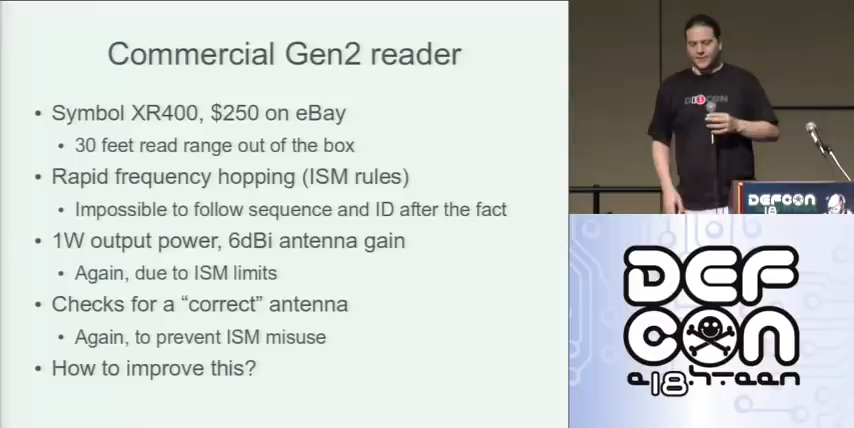 Commercial Gen2 reader
• Symbol XR400, $250 on eBay
• 30 feet read range out of the box
• Rapid frequency hopping (ISM rules)
• Impossible to follow sequence and ID after the fact
• 1W output power, 6dBi antenna gain
• Again, due to ISM limits
• Checks for a “correct” antenna
• Again, to prevent ISM misuse
• How to improve this?
DEFCON
18
DEF
CON